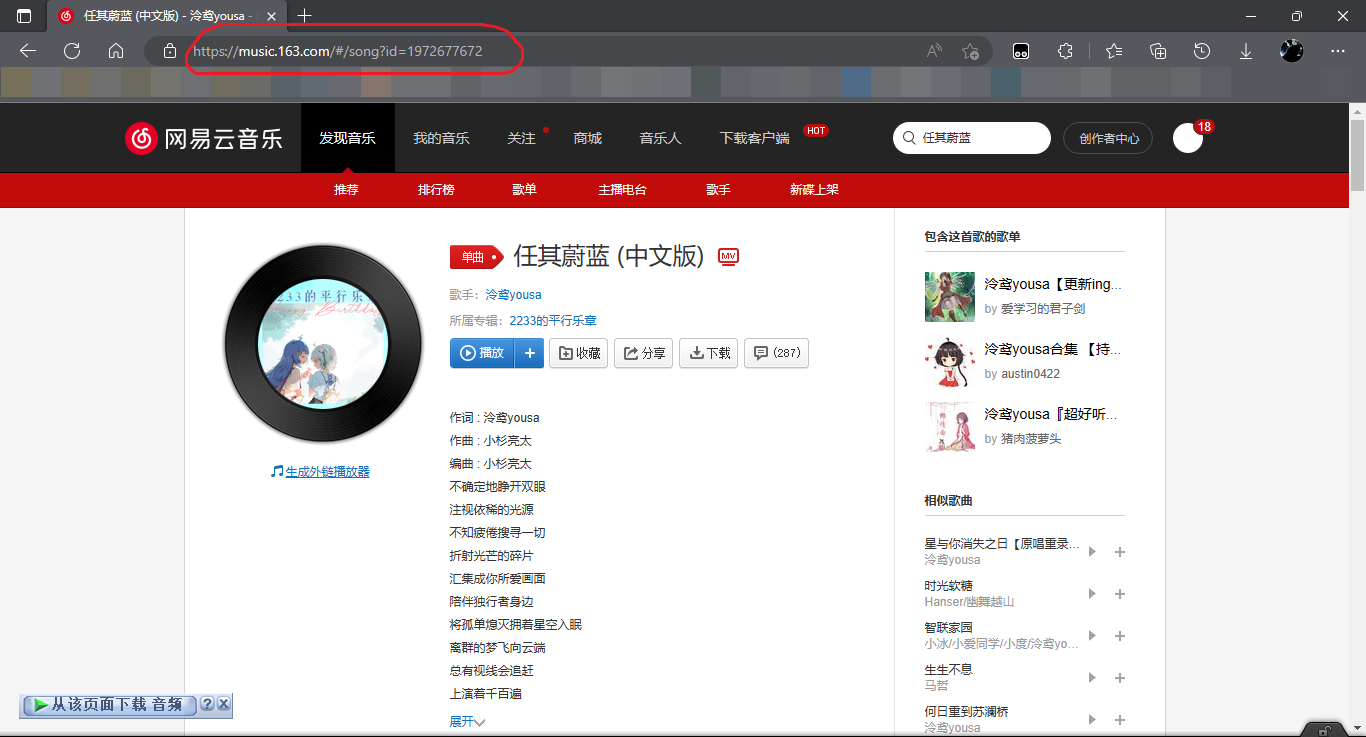 任其蔚蓝 (中文版) - 泠鸢yousa -
https://music.163.com/#/song?id=1972677672
网易云音乐
发现音乐
我的音乐
关注
商城
音乐人
下载客户端
HOT
任其蔚蓝
创作者中心
18
推荐
排行榜
歌单
主播电台
歌手
新碟上架
单曲
任其蔚蓝 (中文版)
MV
歌手：泠鸢yousa
所属专辑：2233的平行乐章
播放
收藏
分享
下载
(287)
2233的平行乐章
Happy Birthday
生成外链播放器
作词 : 泠鸢yousa
作曲 : 小杉亮太
编曲 : 小杉亮太
不确定地睁开双眼
注视依稀的光源
不知疲倦搜寻一切
折射光芒的碎片
汇集成你所爱画面
陪伴独行者身边
将孤单熄灭拥着星空入眠
离群的梦飞向云端
总有视线会追赶
上演着千百遍
展开
包含这首歌的歌单
泠鸢yousa【更新ing...
by 爱学习的君子剑
泠鸢yousa合集 【持...
by austin0422
泠鸢yousa『超好听...
by 猪肉菠萝头
相似歌曲
星与你消失之日【原唱重录...
泠鸢yousa
时光软糖
Hanser/幽舞越山
智联家园
小冰/小爱同学/小度/泠鸢yo...
生生不息
马哲
何日重到苏澜桥
泠鸢yousa
从该页面下载 音频